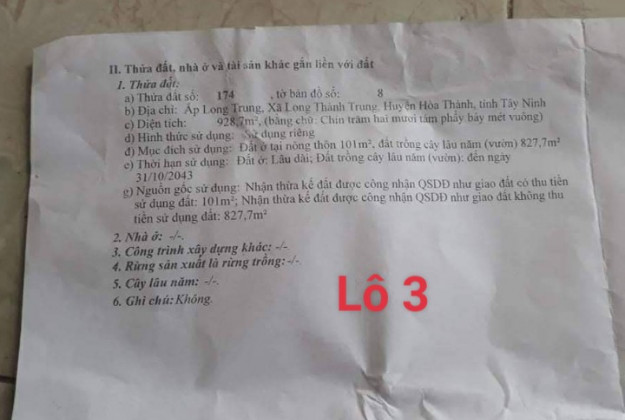 II. Thửa đất, nhà ở và tài sản khác gắn liền với đất
1. Thửa đất:
a) Thửa đất số: 174 , tờ bản đồ số: 8
b) Địa chỉ: Ấp Long Trung, Xã Long Thành Trung, Huyện Hòa Thành, tỉnh Tây Ninh
c) Diện tích: 928,7m², (bằng chữ: Chín trăm hai mươi tám phẩy bảy mét vuông)
d) Hình thức sử dụng: Sử dụng riêng
đ) Mục đích sử dụng: Đất ở tại nông thôn 101m², đất trồng cây lâu năm (vườn) 827,7m²
e) Thời hạn sử dụng: Đất ở: Lâu dài; Đất trồng cây lâu năm (vườn): đến ngày
31/10/2043
g) Nguồn gốc sử dụng: Nhận thừa kế đất được công nhận QSDĐ như giao đất có thu tiền
sử dụng đất: 101m²; Nhận thừa kế đất được công nhận QSDĐ như giao đất không thu
tiền sử dụng đất: 827,7m²
2. Nhà ở: -/-.
3. Công trình xây dựng khác: -/-
4. Rừng sản xuất là rừng trồng: -/-
5. Cây lâu năm: -/-.
6. Ghi chú: Không.
Lô 3